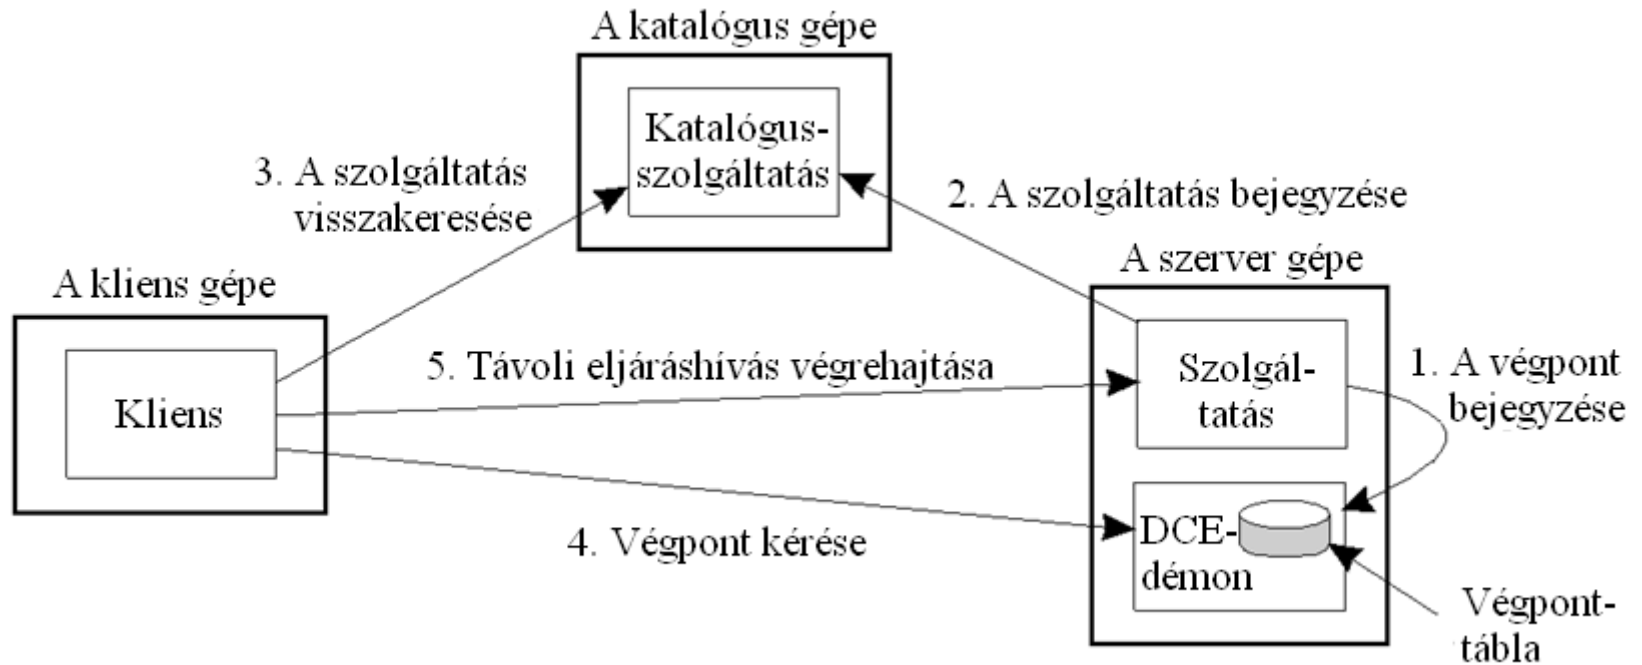 A katalógus gépe
Katalógus-
szolgáltatás
3. A szolgáltatás
visszakeresése
2. A szolgáltatás bejegyzése
A szerver gépe
A kliens gépe
Kliens
5. Távoli eljáráshívás végrehajtása
Szolgál-
tatás
1. A végpont
bejegyzése
4. Végpont kérése
DCE-
démon
Végpont-
tábla